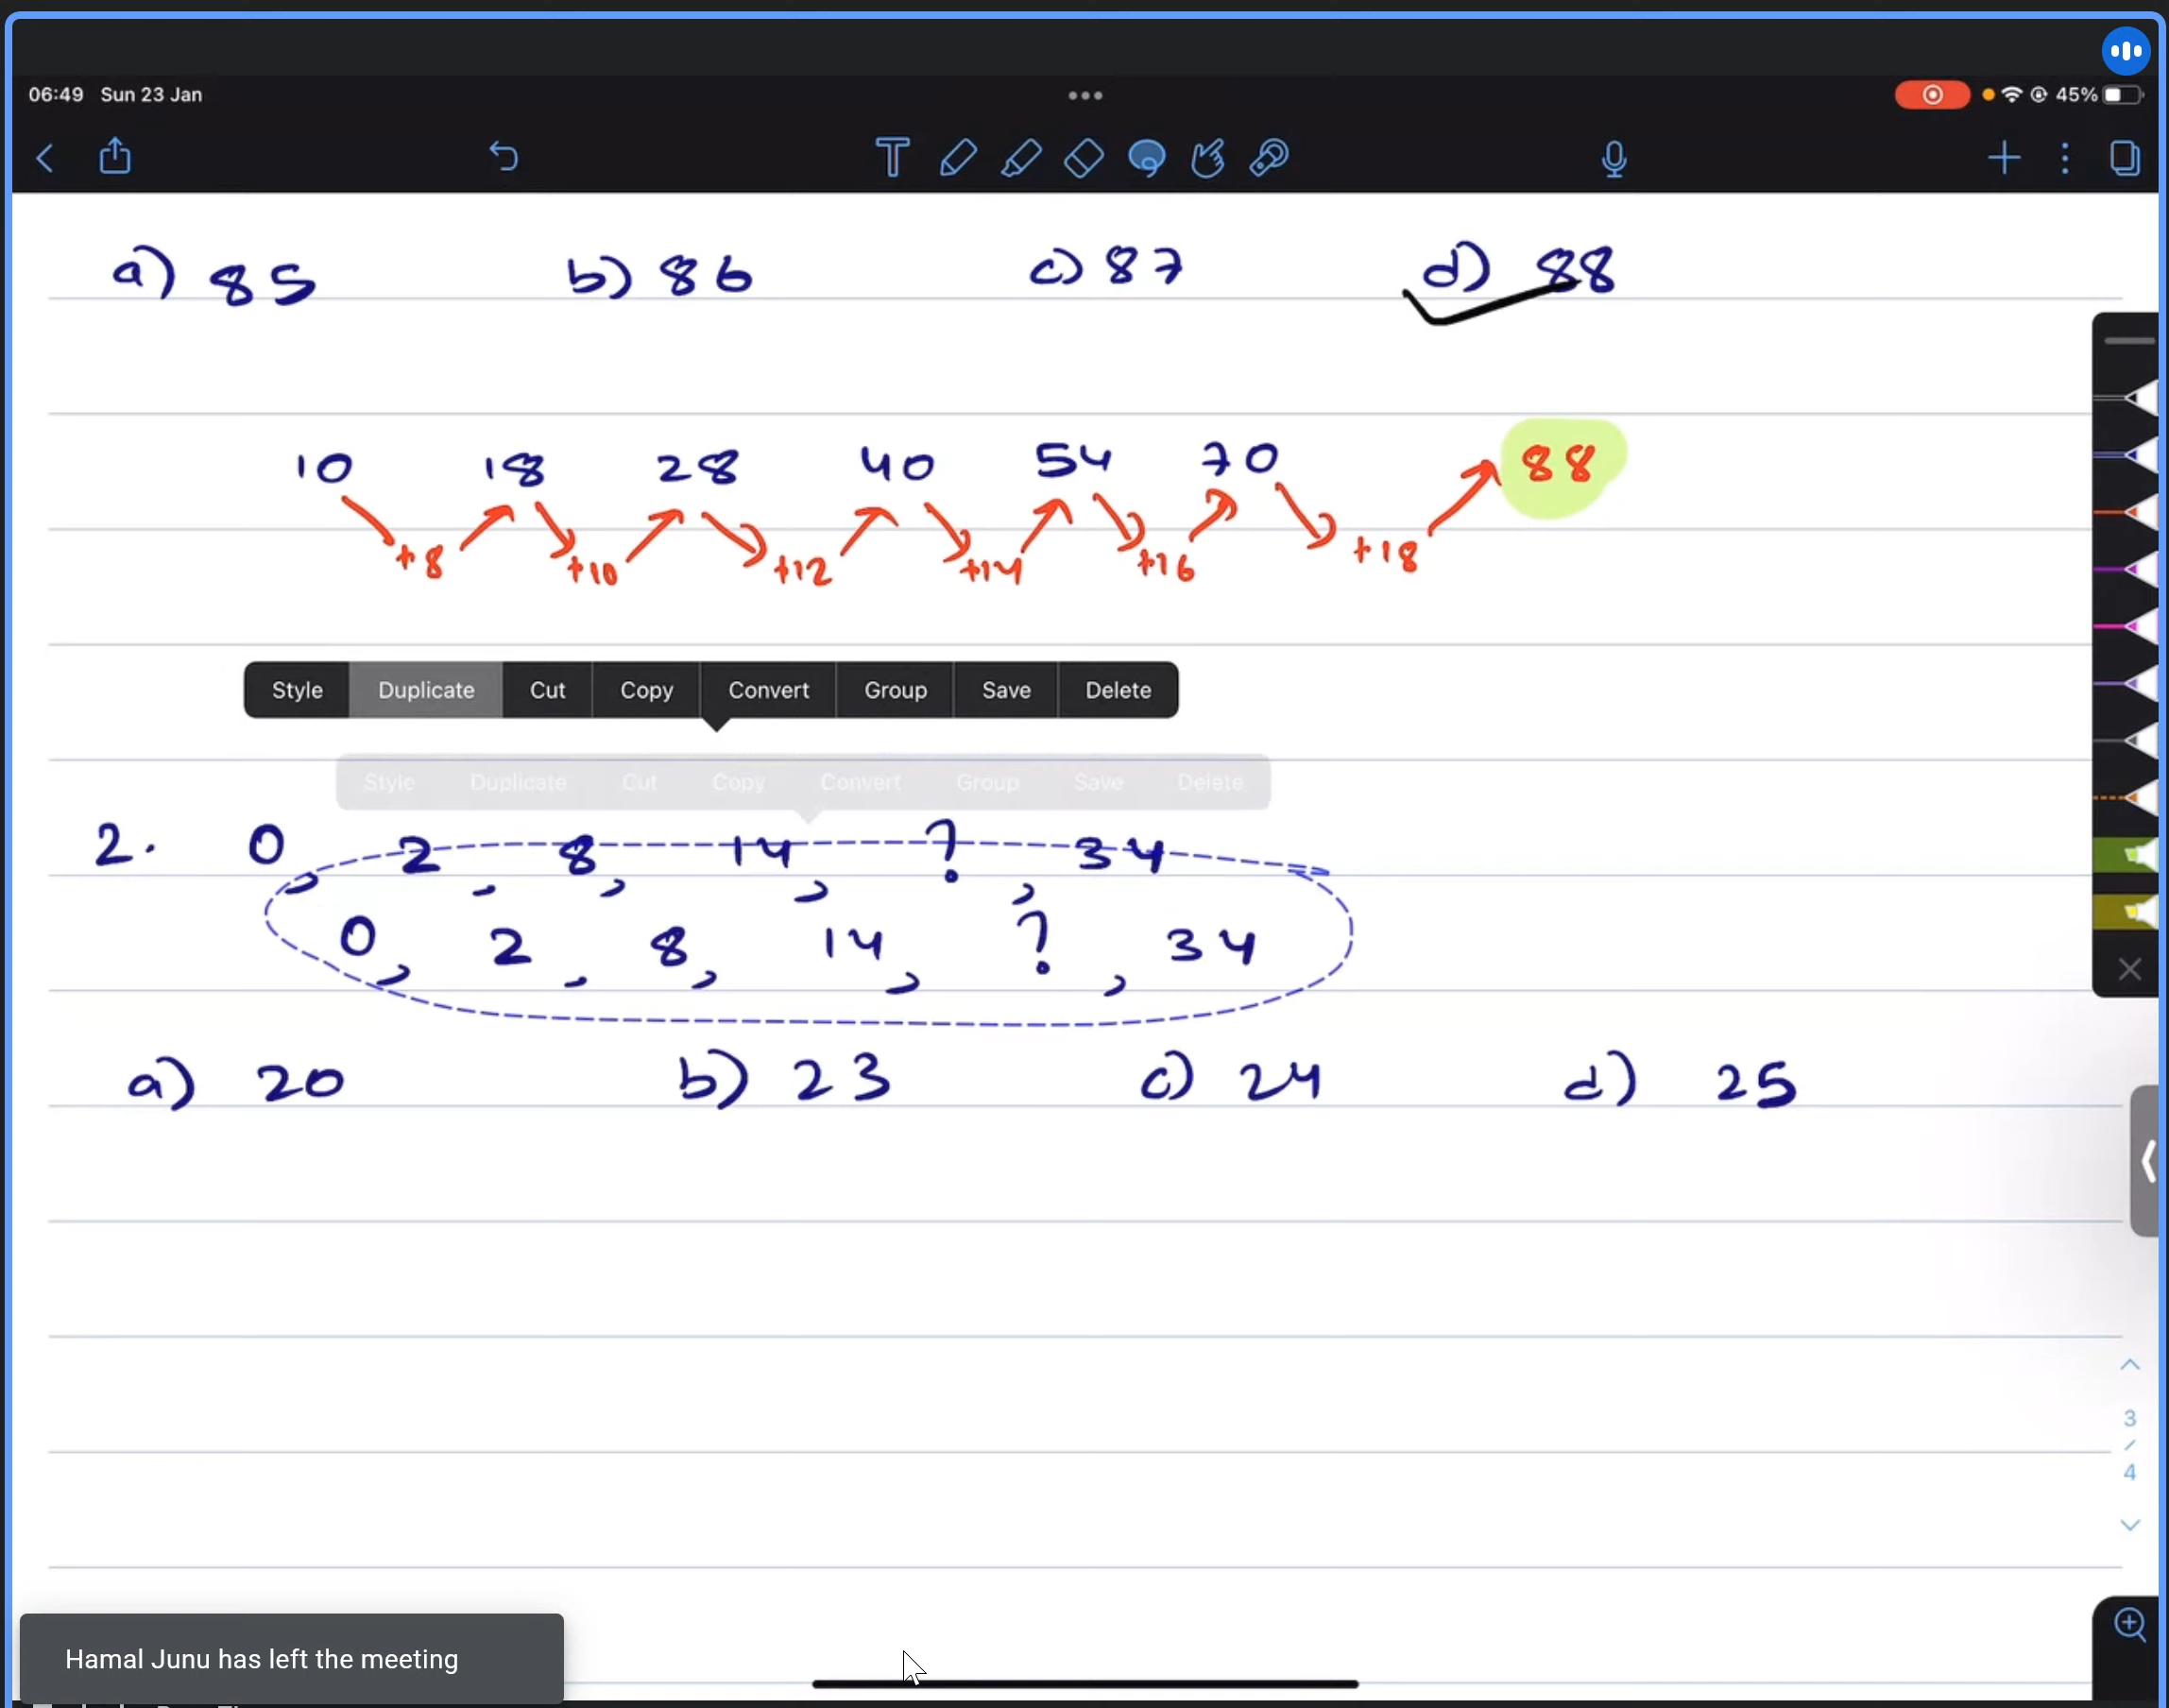 06:49 Sun 23 Jan
45%
T
a) 85 b) 86 c) 87 d) 88
10 18 28 40 54 70 88
+8 +10 +12 +14 +16 +18
Style Duplicate Cut Copy Convert Group Save Delete
Style Duplicate Cut Copy Convert Group Save Delete
2. 0, 2, 8, 14, ?, 34
0, 2, 8, 14, ?, 34
a) 20 b) 23 c) 24 d) 25
3
/
4
Hamal Junu has left the meeting